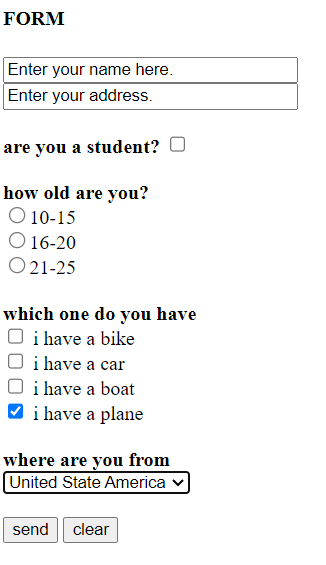 FORM
Enter your name here.
Enter your address.
are you a student?
how old are you?
10-15
16-20
21-25
which one do you have
i have a bike
i have a car
i have a boat
i have a plane
where are you from
United State America
send clear